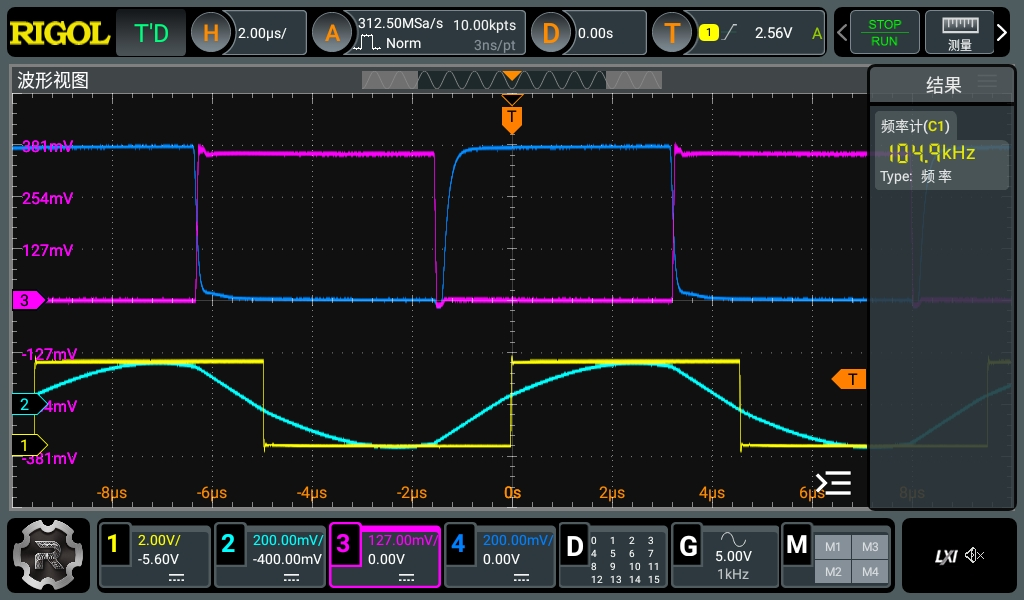 RIGOL T'D H 2.00μs/ A 312.50MSa/s 10.00kpts D 0.00s T 1 2.56V A STOP
Norm 3ns/pt RUN 测量
波形视图 结果
T
频率计(C1)
381mV 104.9kHz
Type: 频率
254mV
127mV
3
-127mV
T
2 4mV
1
-381mV
-8μs -6μs -4μs -2μs 0s 2μs 4μs 6μs 8μs
R 1 2.00V/ 2 200.00mV/ 3 127.00mV/ 4 200.00mV/ D 0 1 2 3 G M M1 M3
-5.60V -400.00mV 0.00V 0.00V 4 5 6 7 5.00V LXI
8 9 10 11 1kHz M2 M4
12 13 14 15